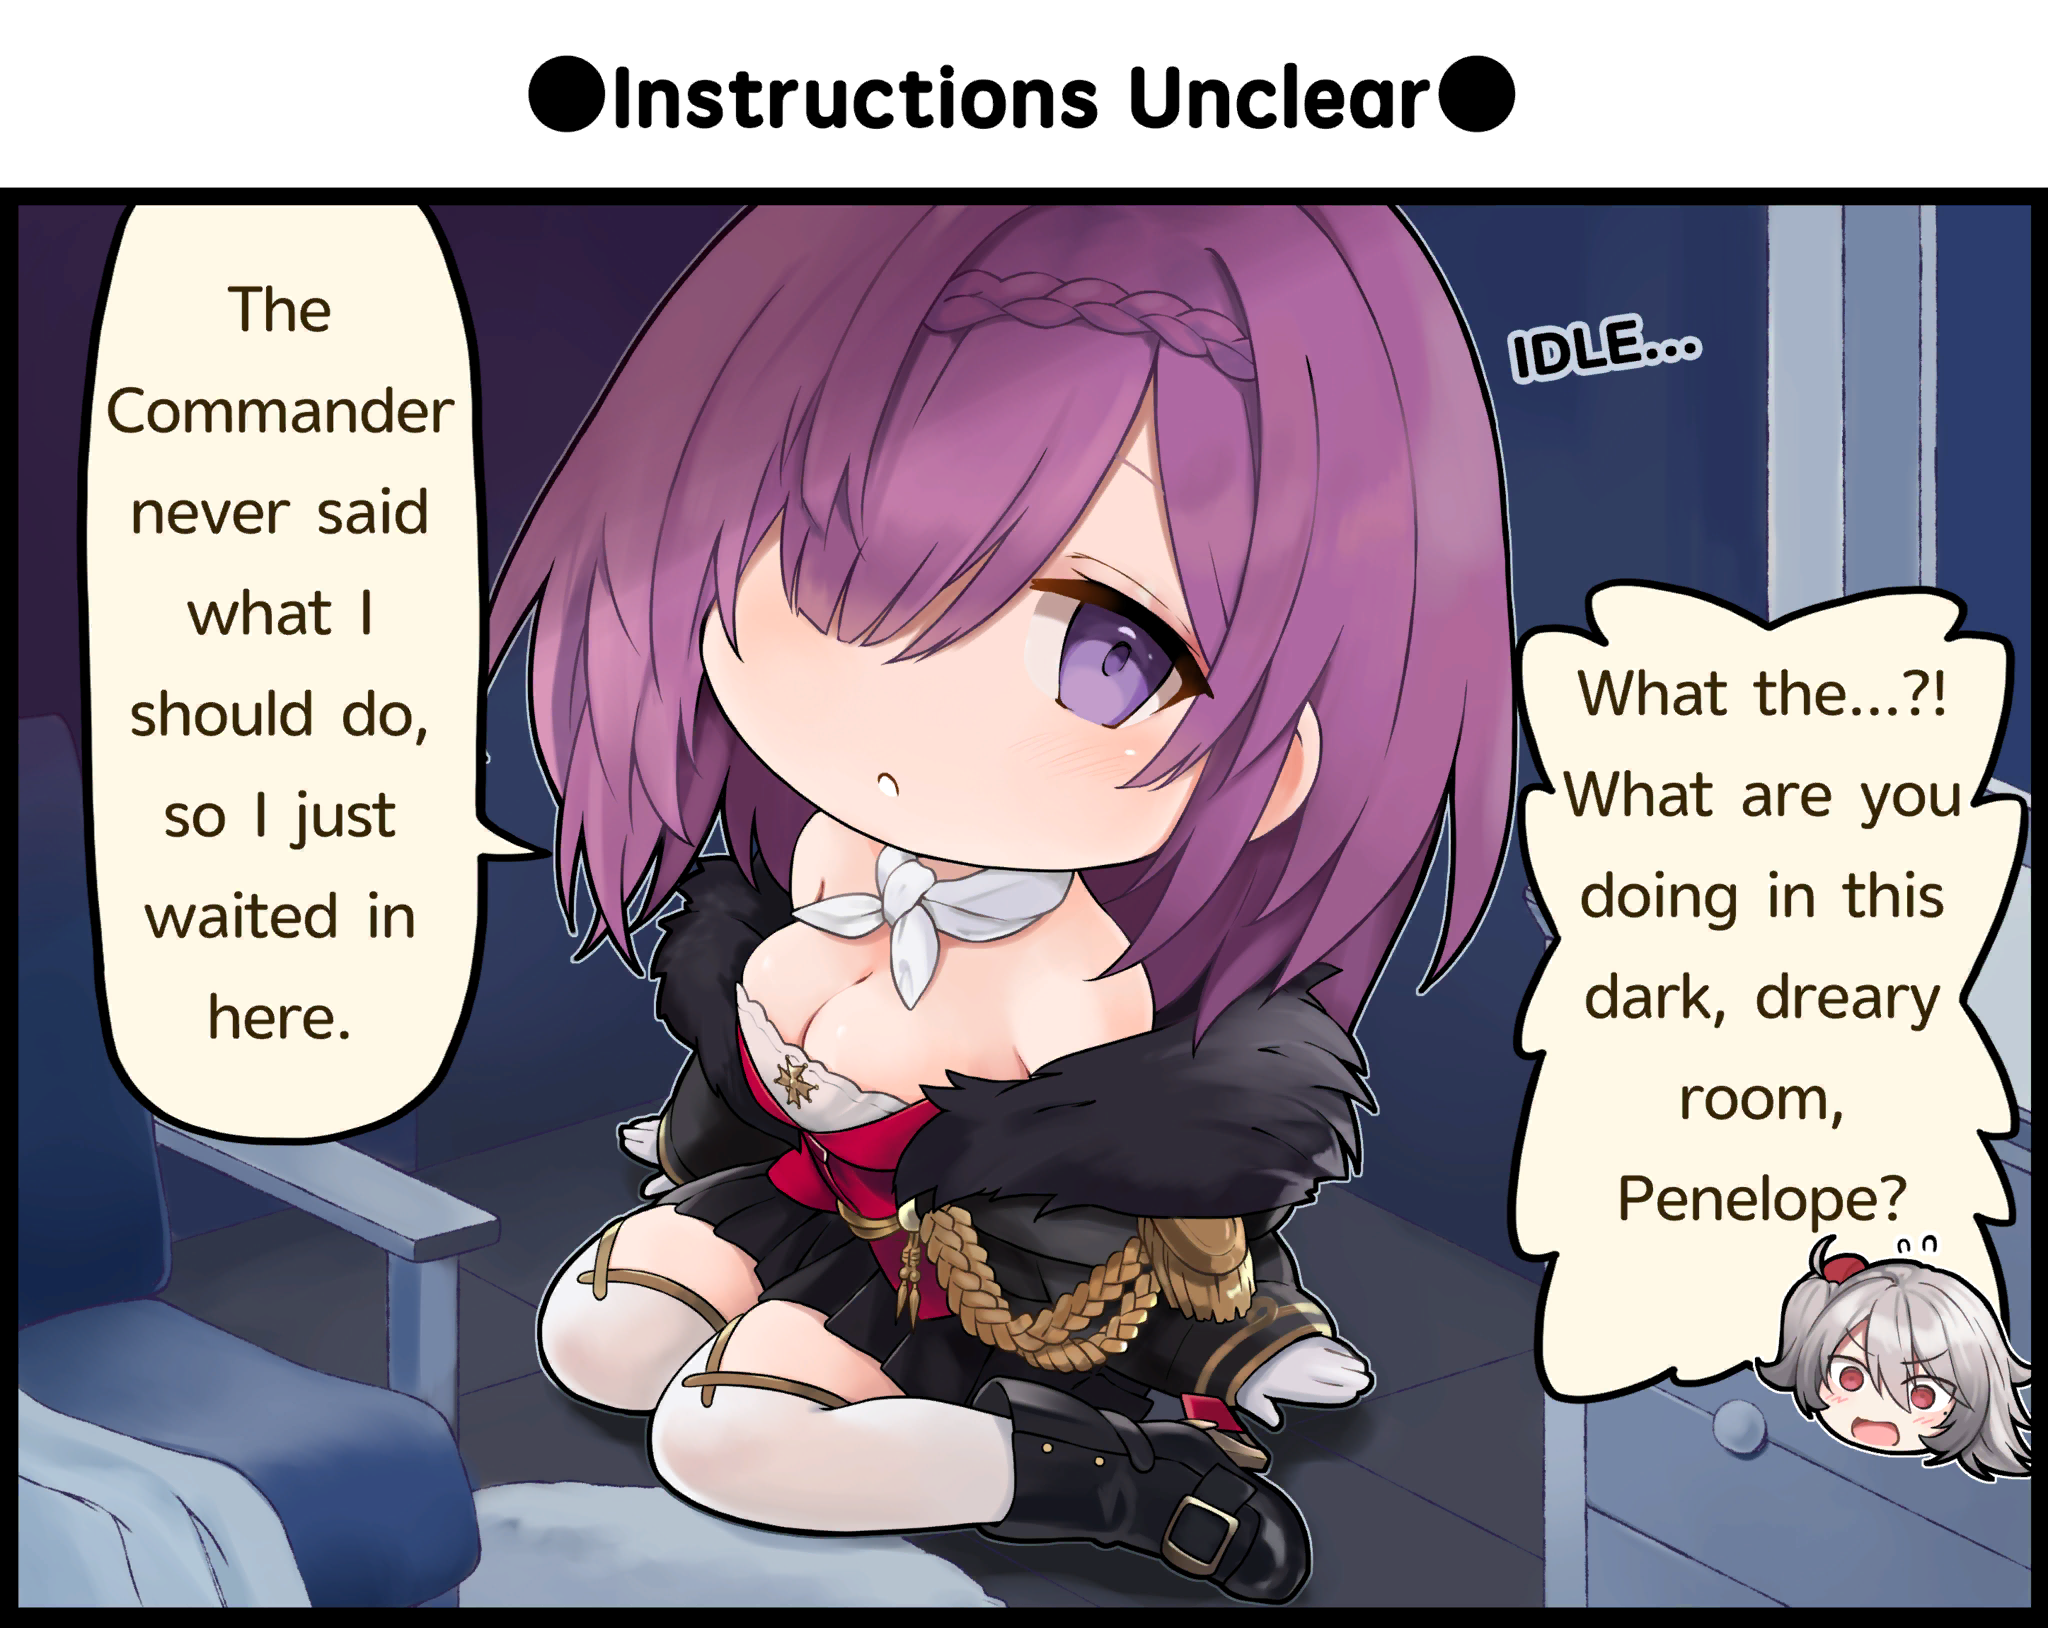 ●Instructions Unclear●
The
Commander
never said
what I
should do,
so I just
waited in
here.
IDLE...
What the...?!
What are you
doing in this
dark, dreary
room,
Penelope?